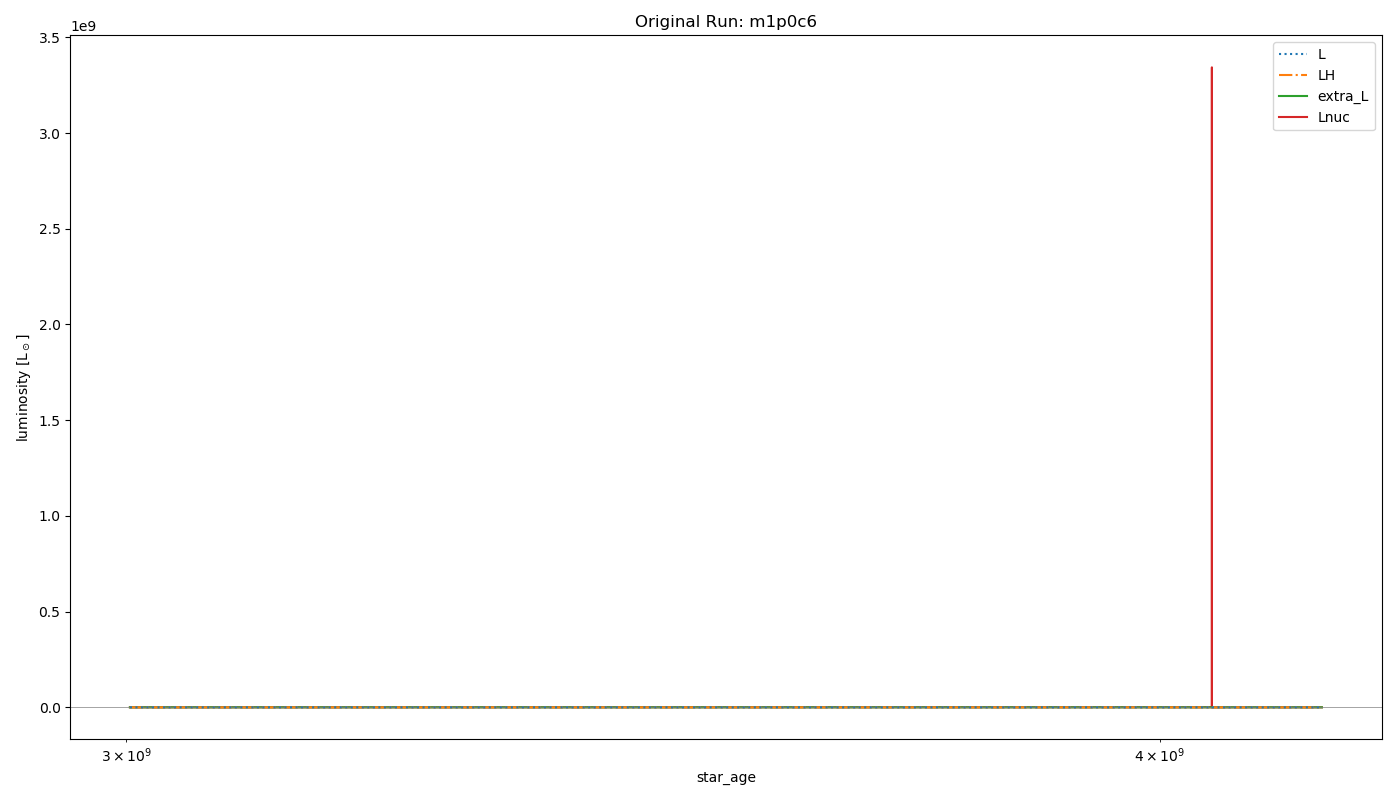 Original Run: m1p0c6
1e9
3.5
3.0
2.5
2.0
1.5
1.0
0.5
0.0
luminosity [L⊙]
L
LH
extra_L
Lnuc
3 × 10⁹
4 × 10⁹
star_age